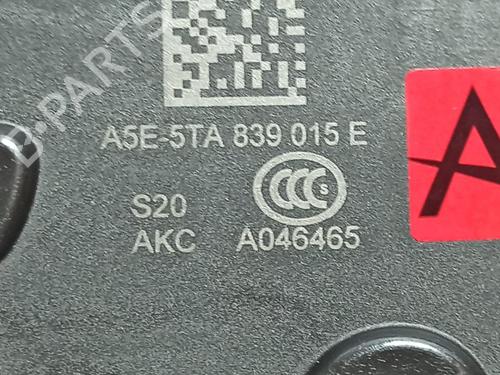 B-PARTS
A5E-5TA 839 015 E
S20
CCC S
AKC A046465
A